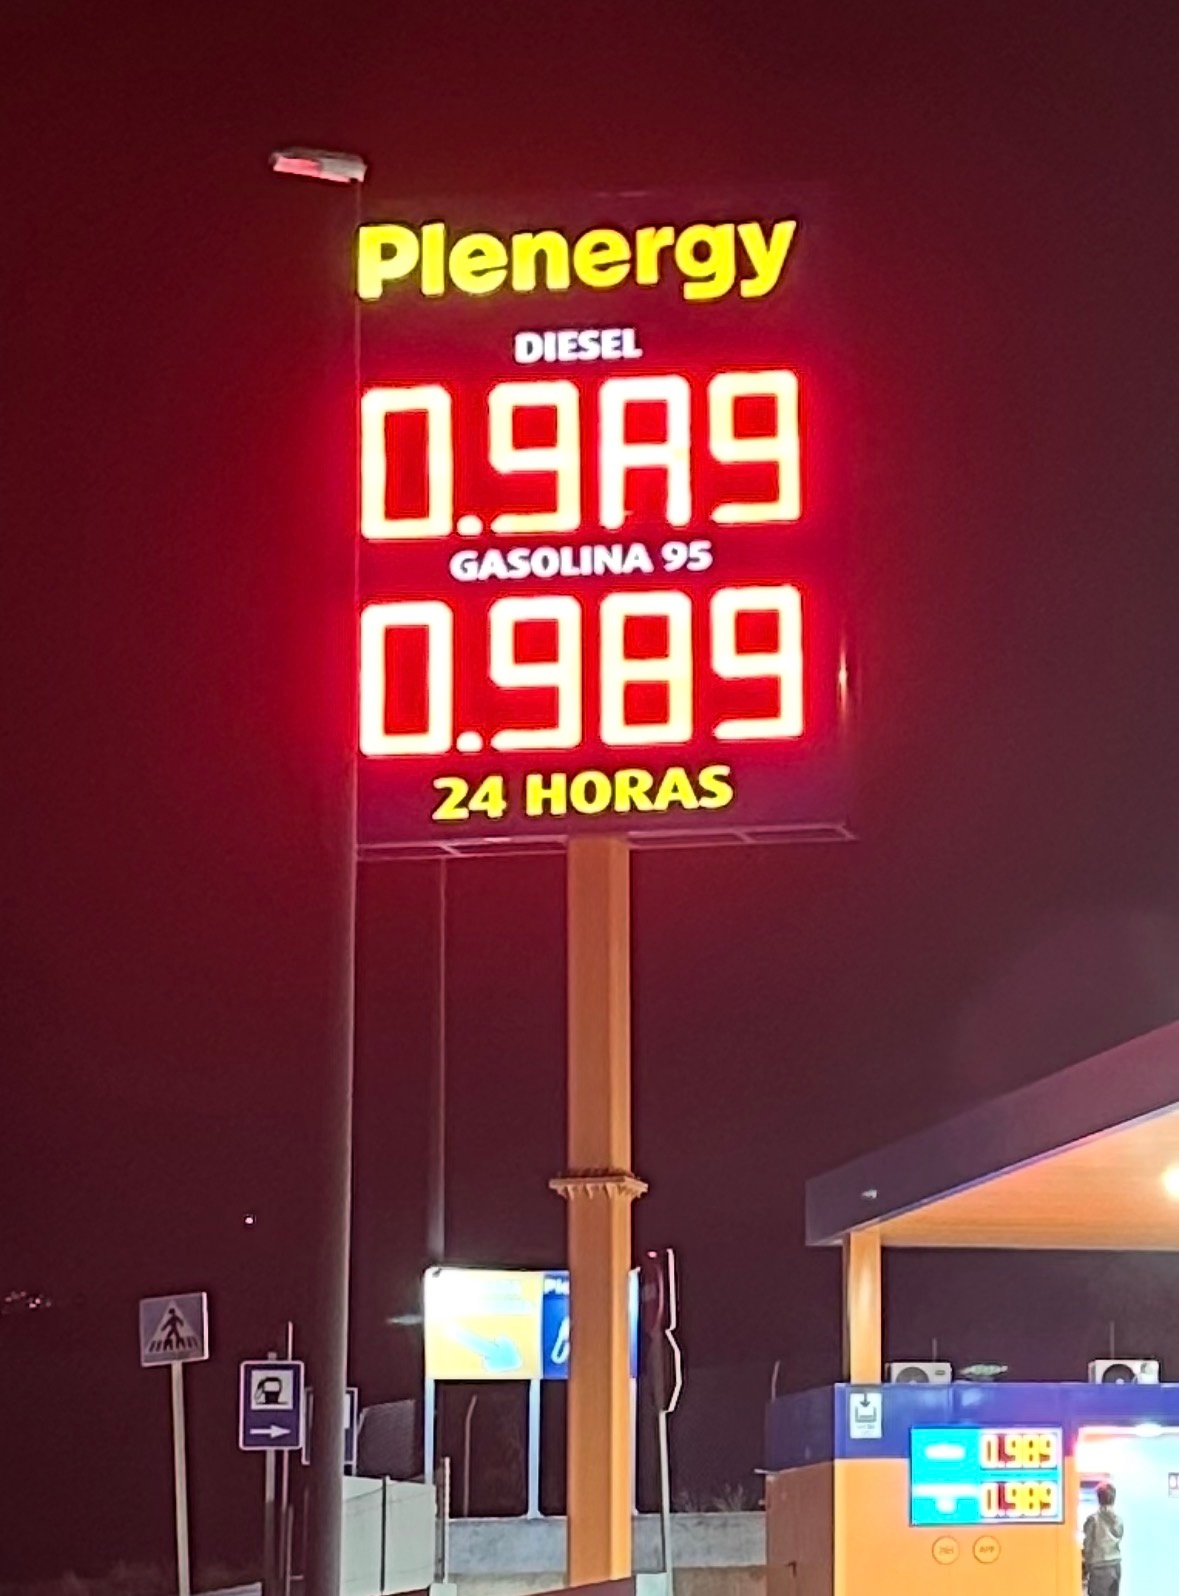 Plenergy
DIESEL
0.9A9
GASOLINA 95
0.989
24 HORAS
0.989
0.989